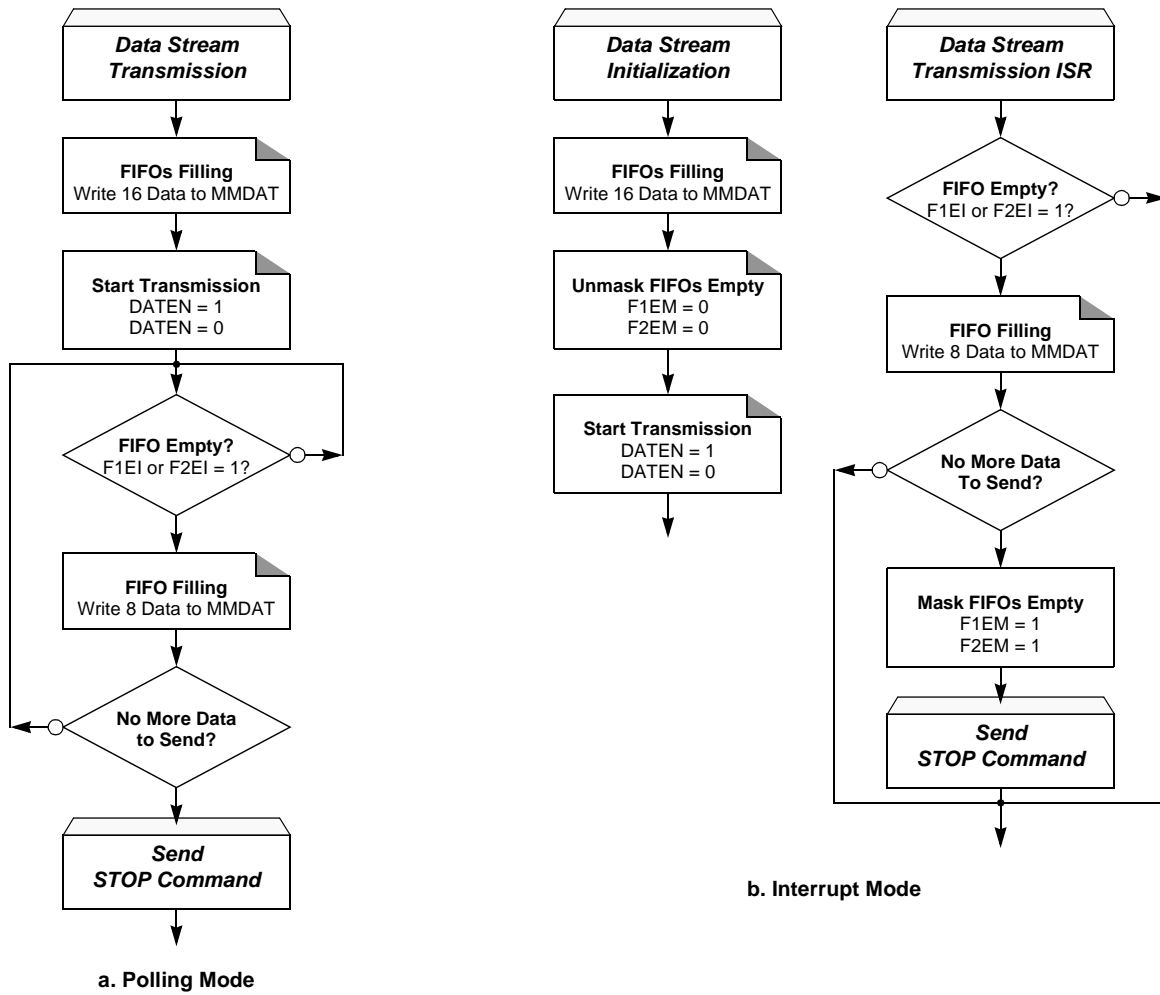 Data Stream
Transmission
FIFOs Filling
Write 16 Data to MMDAT
Start Transmission
DATEN = 1
DATEN = 0
FIFO Empty?
F1EI or F2EI = 1?
FIFO Filling
Write 8 Data to MMDAT
No More Data
to Send?
Send
STOP Command
a. Polling Mode
Data Stream
Initialization
FIFOs Filling
Write 16 Data to MMDAT
Unmask FIFOs Empty
F1EM = 0
F2EM = 0
Start Transmission
DATEN = 1
DATEN = 0
Data Stream
Transmission ISR
FIFO Empty?
F1EI or F2EI = 1?
FIFO Filling
Write 8 Data to MMDAT
No More Data
To Send?
Mask FIFOs Empty
F1EM = 1
F2EM = 1
Send
STOP Command
b. Interrupt Mode